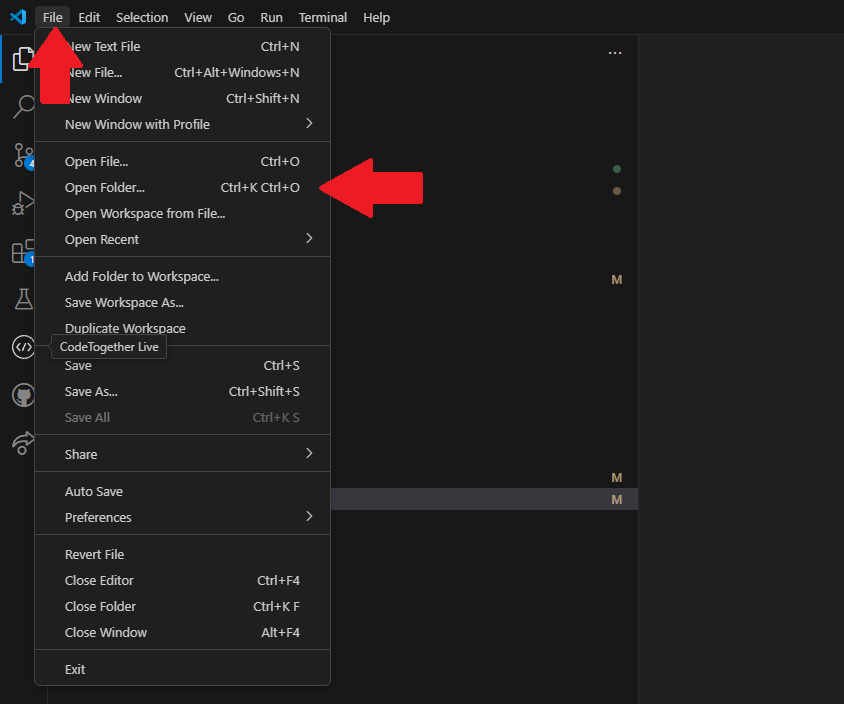 File Edit Selection View Go Run Terminal Help
New Text File Ctrl+N
New File... Ctrl+Alt+Windows+N
New Window Ctrl+Shift+N
New Window with Profile
Open File... Ctrl+O
Open Folder... Ctrl+K Ctrl+O
Open Workspace from File...
Open Recent
Add Folder to Workspace...
M
Save Workspace As...
Duplicate Workspace
CodeTogether Live
Save Ctrl+S
Save As... Ctrl+Shift+S
Save All Ctrl+K S
Share
M
Auto Save
M
Preferences
Revert File
Close Editor Ctrl+F4
Close Folder Ctrl+K F
Close Window Alt+F4
Exit
4
1